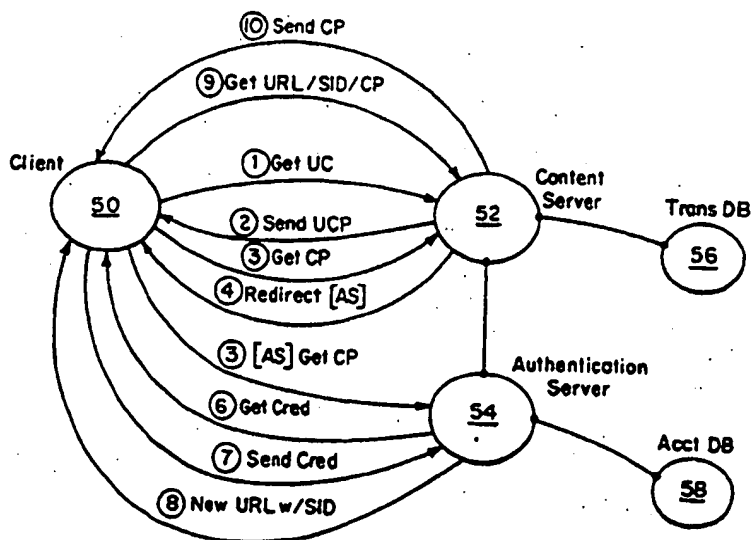 ⑩ Send CP
⑨ Get URL/SID/CP
Client
① Get UC
Content
Server
50
52
② Send UCP
Trans DB
③ Get CP
56
④ Redirect [AS]
③ [AS] Get CP
Authentication
Server
⑥ Get Cred
54
⑦ Send Cred
Acct DB
⑧ New URL w/SID
58